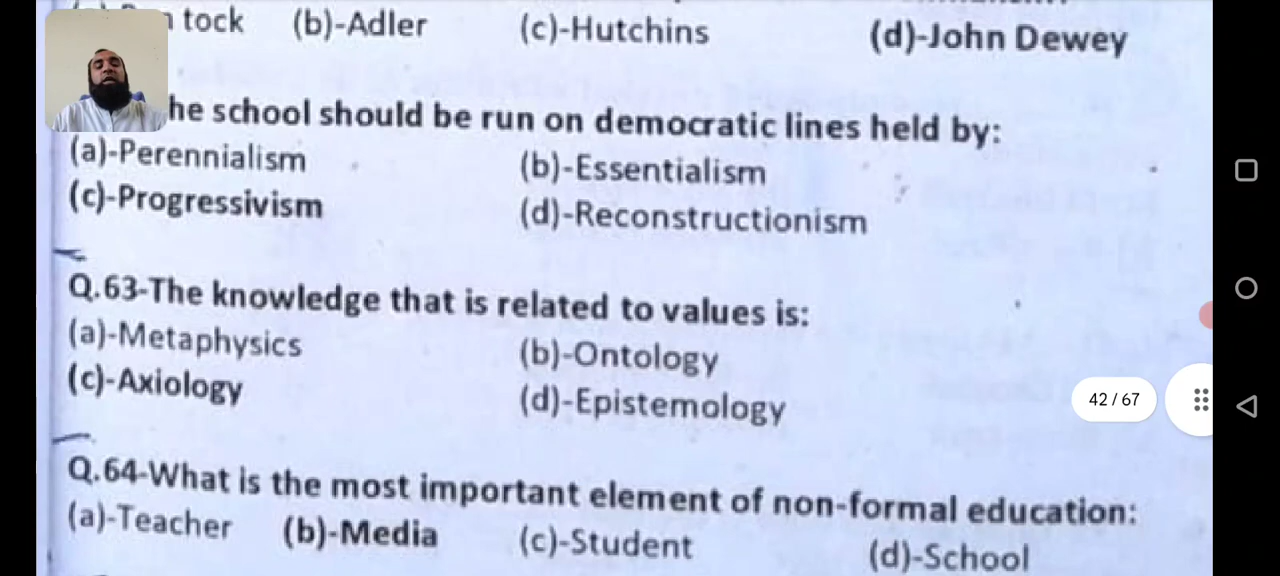 tock (b)-Adler (c)-Hutchins (d)-John Dewey
he school should be run on democratic lines held by:
(a)-Perennialism (b)-Essentialism
(c)-Progressivism (d)-Reconstructionism
Q.63-The knowledge that is related to values is:
(a)-Metaphysics (b)-Ontology
(c)-Axiology (d)-Epistemology
42 / 67
Q.64-What is the most important element of non-formal education:
(a)-Teacher (b)-Media (c)-Student (d)-School